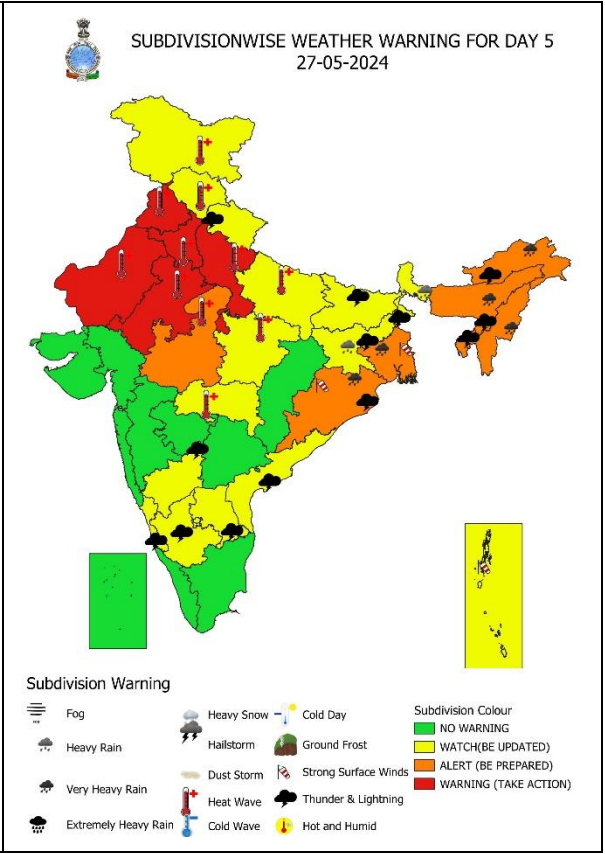 SUBDIVISIONWISE WEATHER WARNING FOR DAY 5
27-05-2024
Subdivision Warning
Fog
Heavy Rain
Very Heavy Rain
Extremely Heavy Rain
Heavy Snow
Hailstorm
Dust Storm
Heat Wave
Cold Wave
Cold Day
Ground Frost
Strong Surface Winds
Thunder & Lightning
Hot and Humid
Subdivision Colour
NO WARNING
WATCH(BE UPDATED)
ALERT (BE PREPARED)
WARNING (TAKE ACTION)